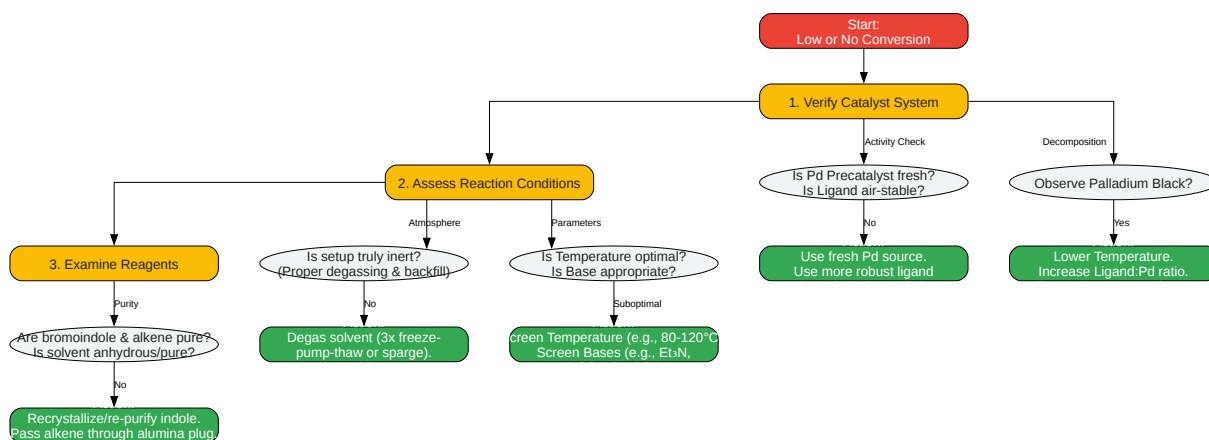 Start:
Low or No Conversion
1. Verify Catalyst System
Activity Check
Decomposition
2. Assess Reaction Conditions
Is Pd Precatalyst fresh?
Is Ligand air-stable?
Observe Palladium Black?
Atmosphere
Parameters
No
Yes
3. Examine Reagents
Is setup truly inert?
(Proper degassing & backfill)
Is Temperature optimal?
Is Base appropriate?
Use fresh Pd source.
Use more robust ligand
Lower Temperature.
Increase Ligand:Pd ratio.
Purity
No
Suboptimal
Are bromoindole & alkene pure?
Is solvent anhydrous/pure?
Degas solvent (3x freeze-
pump-thaw or sparge).
creen Temperature (e.g., 80-120°C
Screen Bases (e.g., Et₃N,
No
Recrystallize/re-purify indole.
Pass alkene through alumina plug.